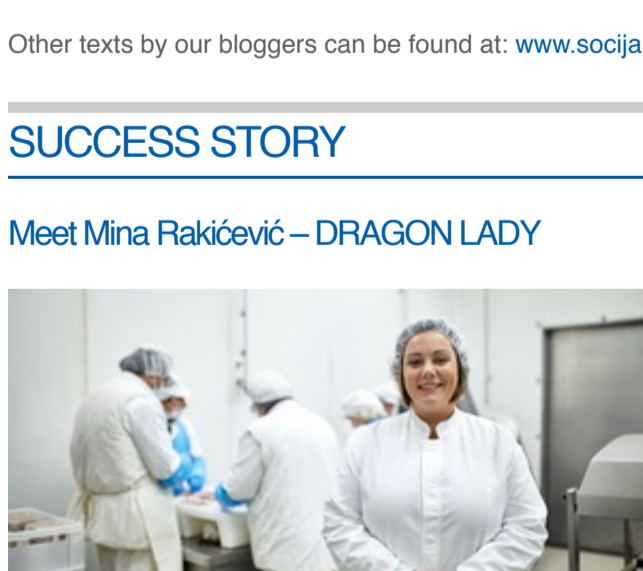 Other texts by our bloggers can be found at: www.socija
SUCCESS STORY
Meet Mina Rakićević – DRAGON LADY